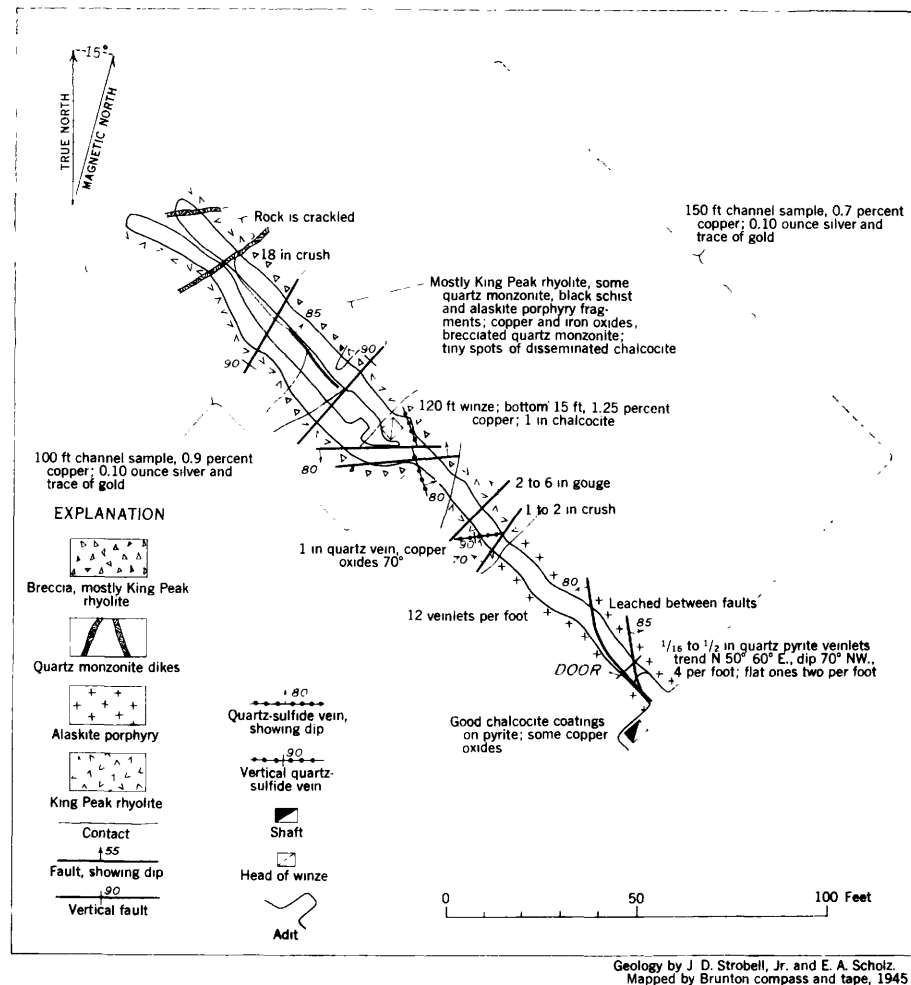 15°
TRUE NORTH
MAGNETIC NORTH
Rock is crackled
18 in crush
150 ft channel sample, 0.7 percent
copper; 0.10 ounce silver and
trace of gold
Mostly King Peak rhyolite, some
quartz monzonite, black schist
and alaskite porphyry frag-
ments; copper and iron oxides,
brecciated quartz monzonite;
tiny spots of disseminated chalcocite
85
90
90
120 ft winze; bottom 15 ft, 1.25 percent
copper; 1 in chalcocite
100 ft channel sample, 0.9 percent
copper; 0.10 ounce silver and
trace of gold
80
80
2 to 6 in gouge
1 to 2 in crush
1 in quartz vein, copper
oxides 70°
90
70
12 veinlets per foot
80
Leached between faults
85
1/16 to 1/2 in quartz pyrite veinlets
trend N 50° 60° E., dip 70° NW.,
4 per foot; flat ones two per foot
DOOR
Good chalcocite coatings
on pyrite; some copper
oxides
EXPLANATION
Breccia, mostly King Peak
rhyolite
Quartz monzonite dikes
Alaskite porphyry
King Peak rhyolite
Contact
55
Fault, showing dip
90
Vertical fault
80
Quartz-sulfide vein,
showing dip
90
Vertical quartz-
sulfide vein
Shaft
Head of winze
Adit
0 50 100 Feet
Geology by J D. Strobell, Jr. and E. A. Scholz.
Mapped by Brunton compass and tape, 1945